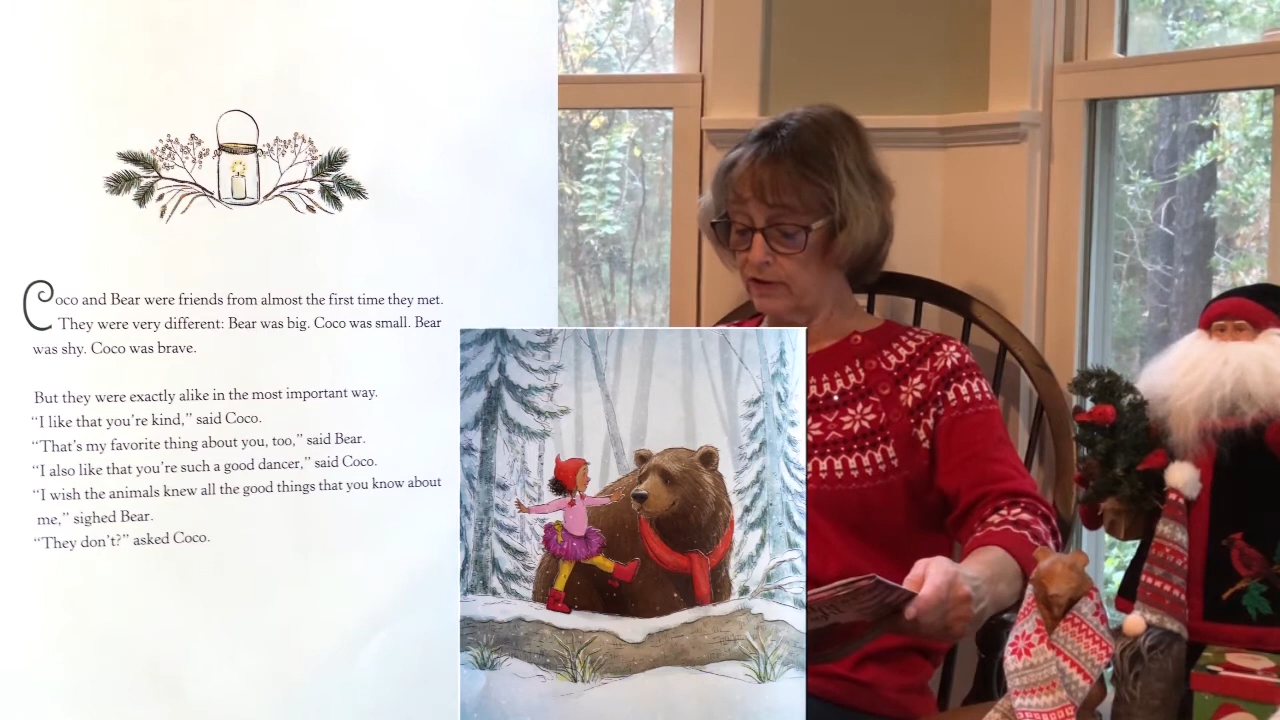 Coco and Bear were friends from almost the first time they met.
They were very different: Bear was big. Coco was small. Bear
was shy. Coco was brave.
But they were exactly alike in the most important way.
“I like that you’re kind,” said Coco.
“That’s my favorite thing about you, too,” said Bear.
“I also like that you’re such a good dancer,” said Coco.
“I wish the animals knew all the good things that you know about
me,” sighed Bear.
“They don’t?” asked Coco.